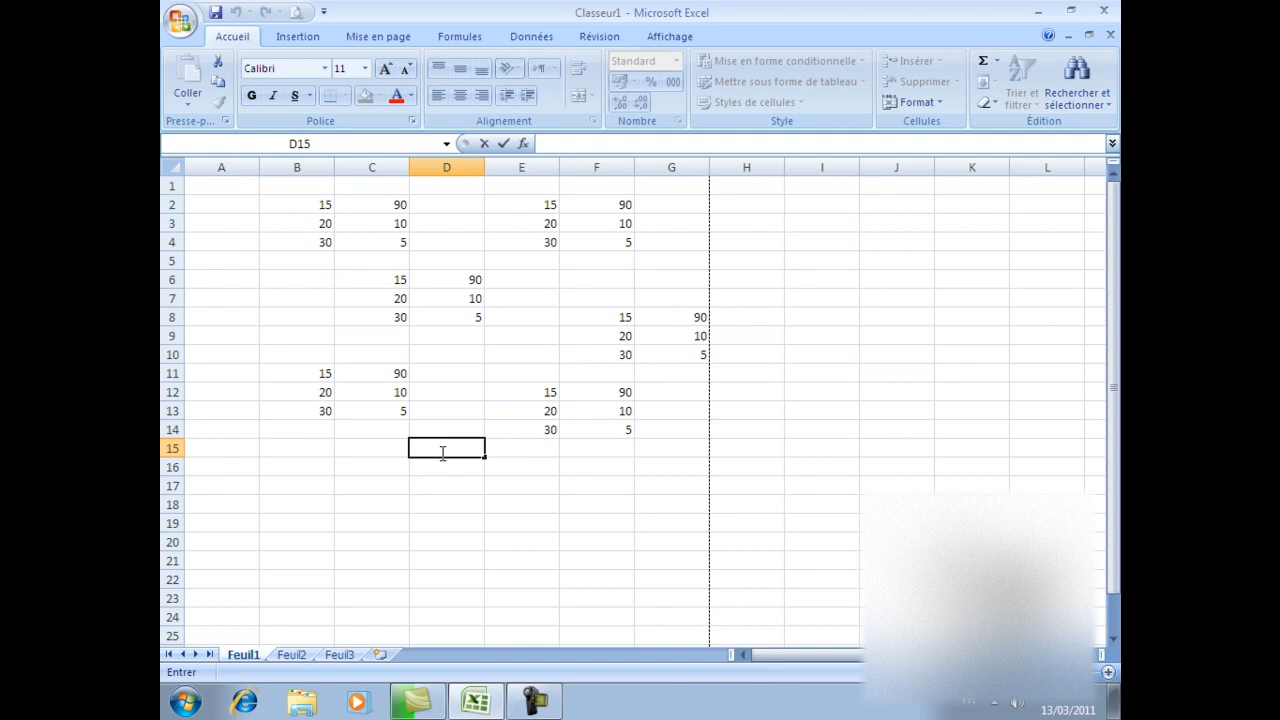 Classeur1 - Microsoft Excel
Accueil Insertion Mise en page Formules Données Révision Affichage
Calibri 11 Standard Mise en forme conditionnelle Σ
Insérer
Coller Mettre sous forme de tableau Supprimer Trier et filtrer Rechercher et sélectionner
G I S A % 000 Styles de cellules Format
Presse-p... Police Alignement Nombre Style Cellules Édition
D15 fx
A B C D E F G H I J K L
1
2 15 90 15 90
3 20 10 20 10
4 30 5 30 5
5
6 15 90
7 20 10
8 30 5 15 90
9 20 10
10 30 5
11 15 90
12 20 10 15 90
13 30 5 20 10
14 30 5
15
16
17
18
19
20
21
22
23
24
25
Feuil1 Feuil2 Feuil3
Entrer
13/03/2011